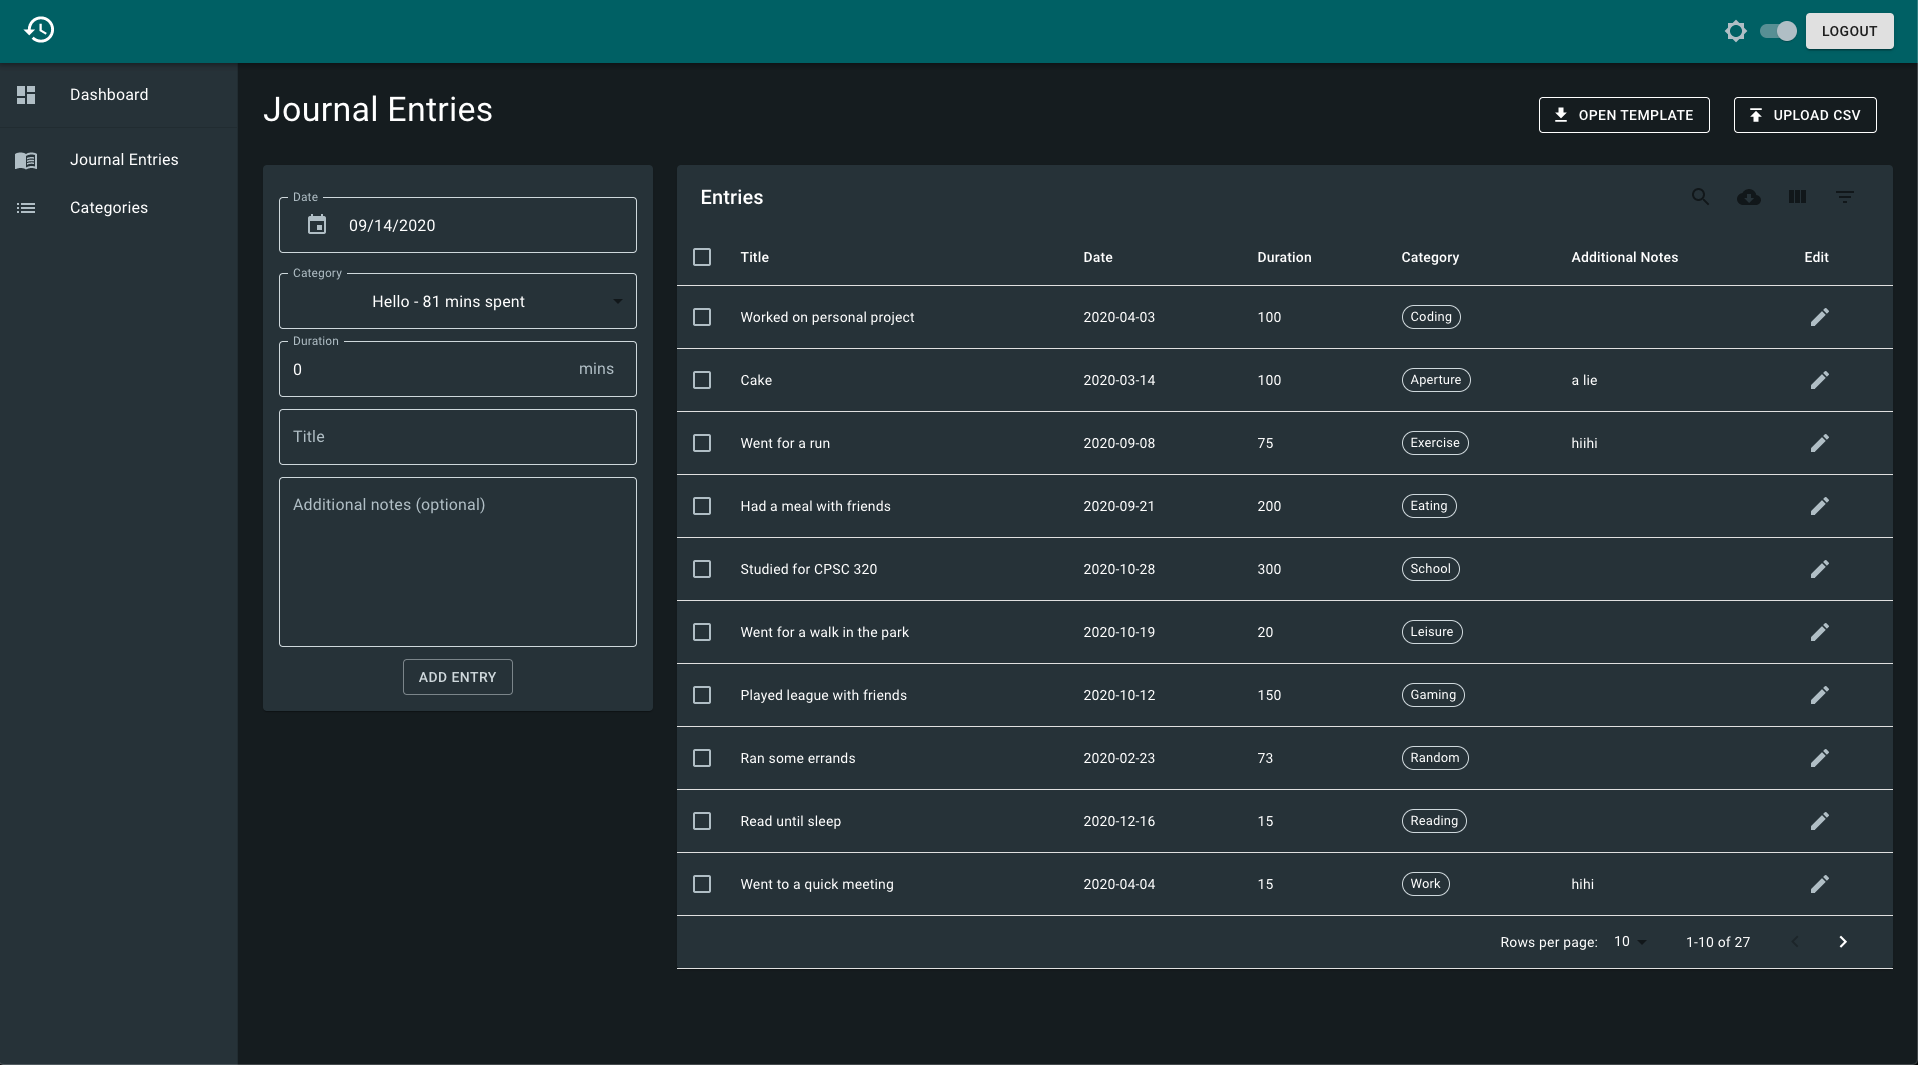 LOGOUT
Dashboard
Journal Entries
Categories
Journal Entries
OPEN TEMPLATE
UPLOAD CSV
Date
09/14/2020
Category
Hello - 81 mins spent
Duration
0 mins
Title
Additional notes (optional)
ADD ENTRY
Entries
Title Date Duration Category Additional Notes Edit
Worked on personal project 2020-04-03 100 Coding
Cake 2020-03-14 100 Aperture a lie
Went for a run 2020-09-08 75 Exercise hiihi
Had a meal with friends 2020-09-21 200 Eating
Studied for CPSC 320 2020-10-28 300 School
Went for a walk in the park 2020-10-19 20 Leisure
Played league with friends 2020-10-12 150 Gaming
Ran some errands 2020-02-23 73 Random
Read until sleep 2020-12-16 15 Reading
Went to a quick meeting 2020-04-04 15 Work hihi
Rows per page: 10 1-10 of 27